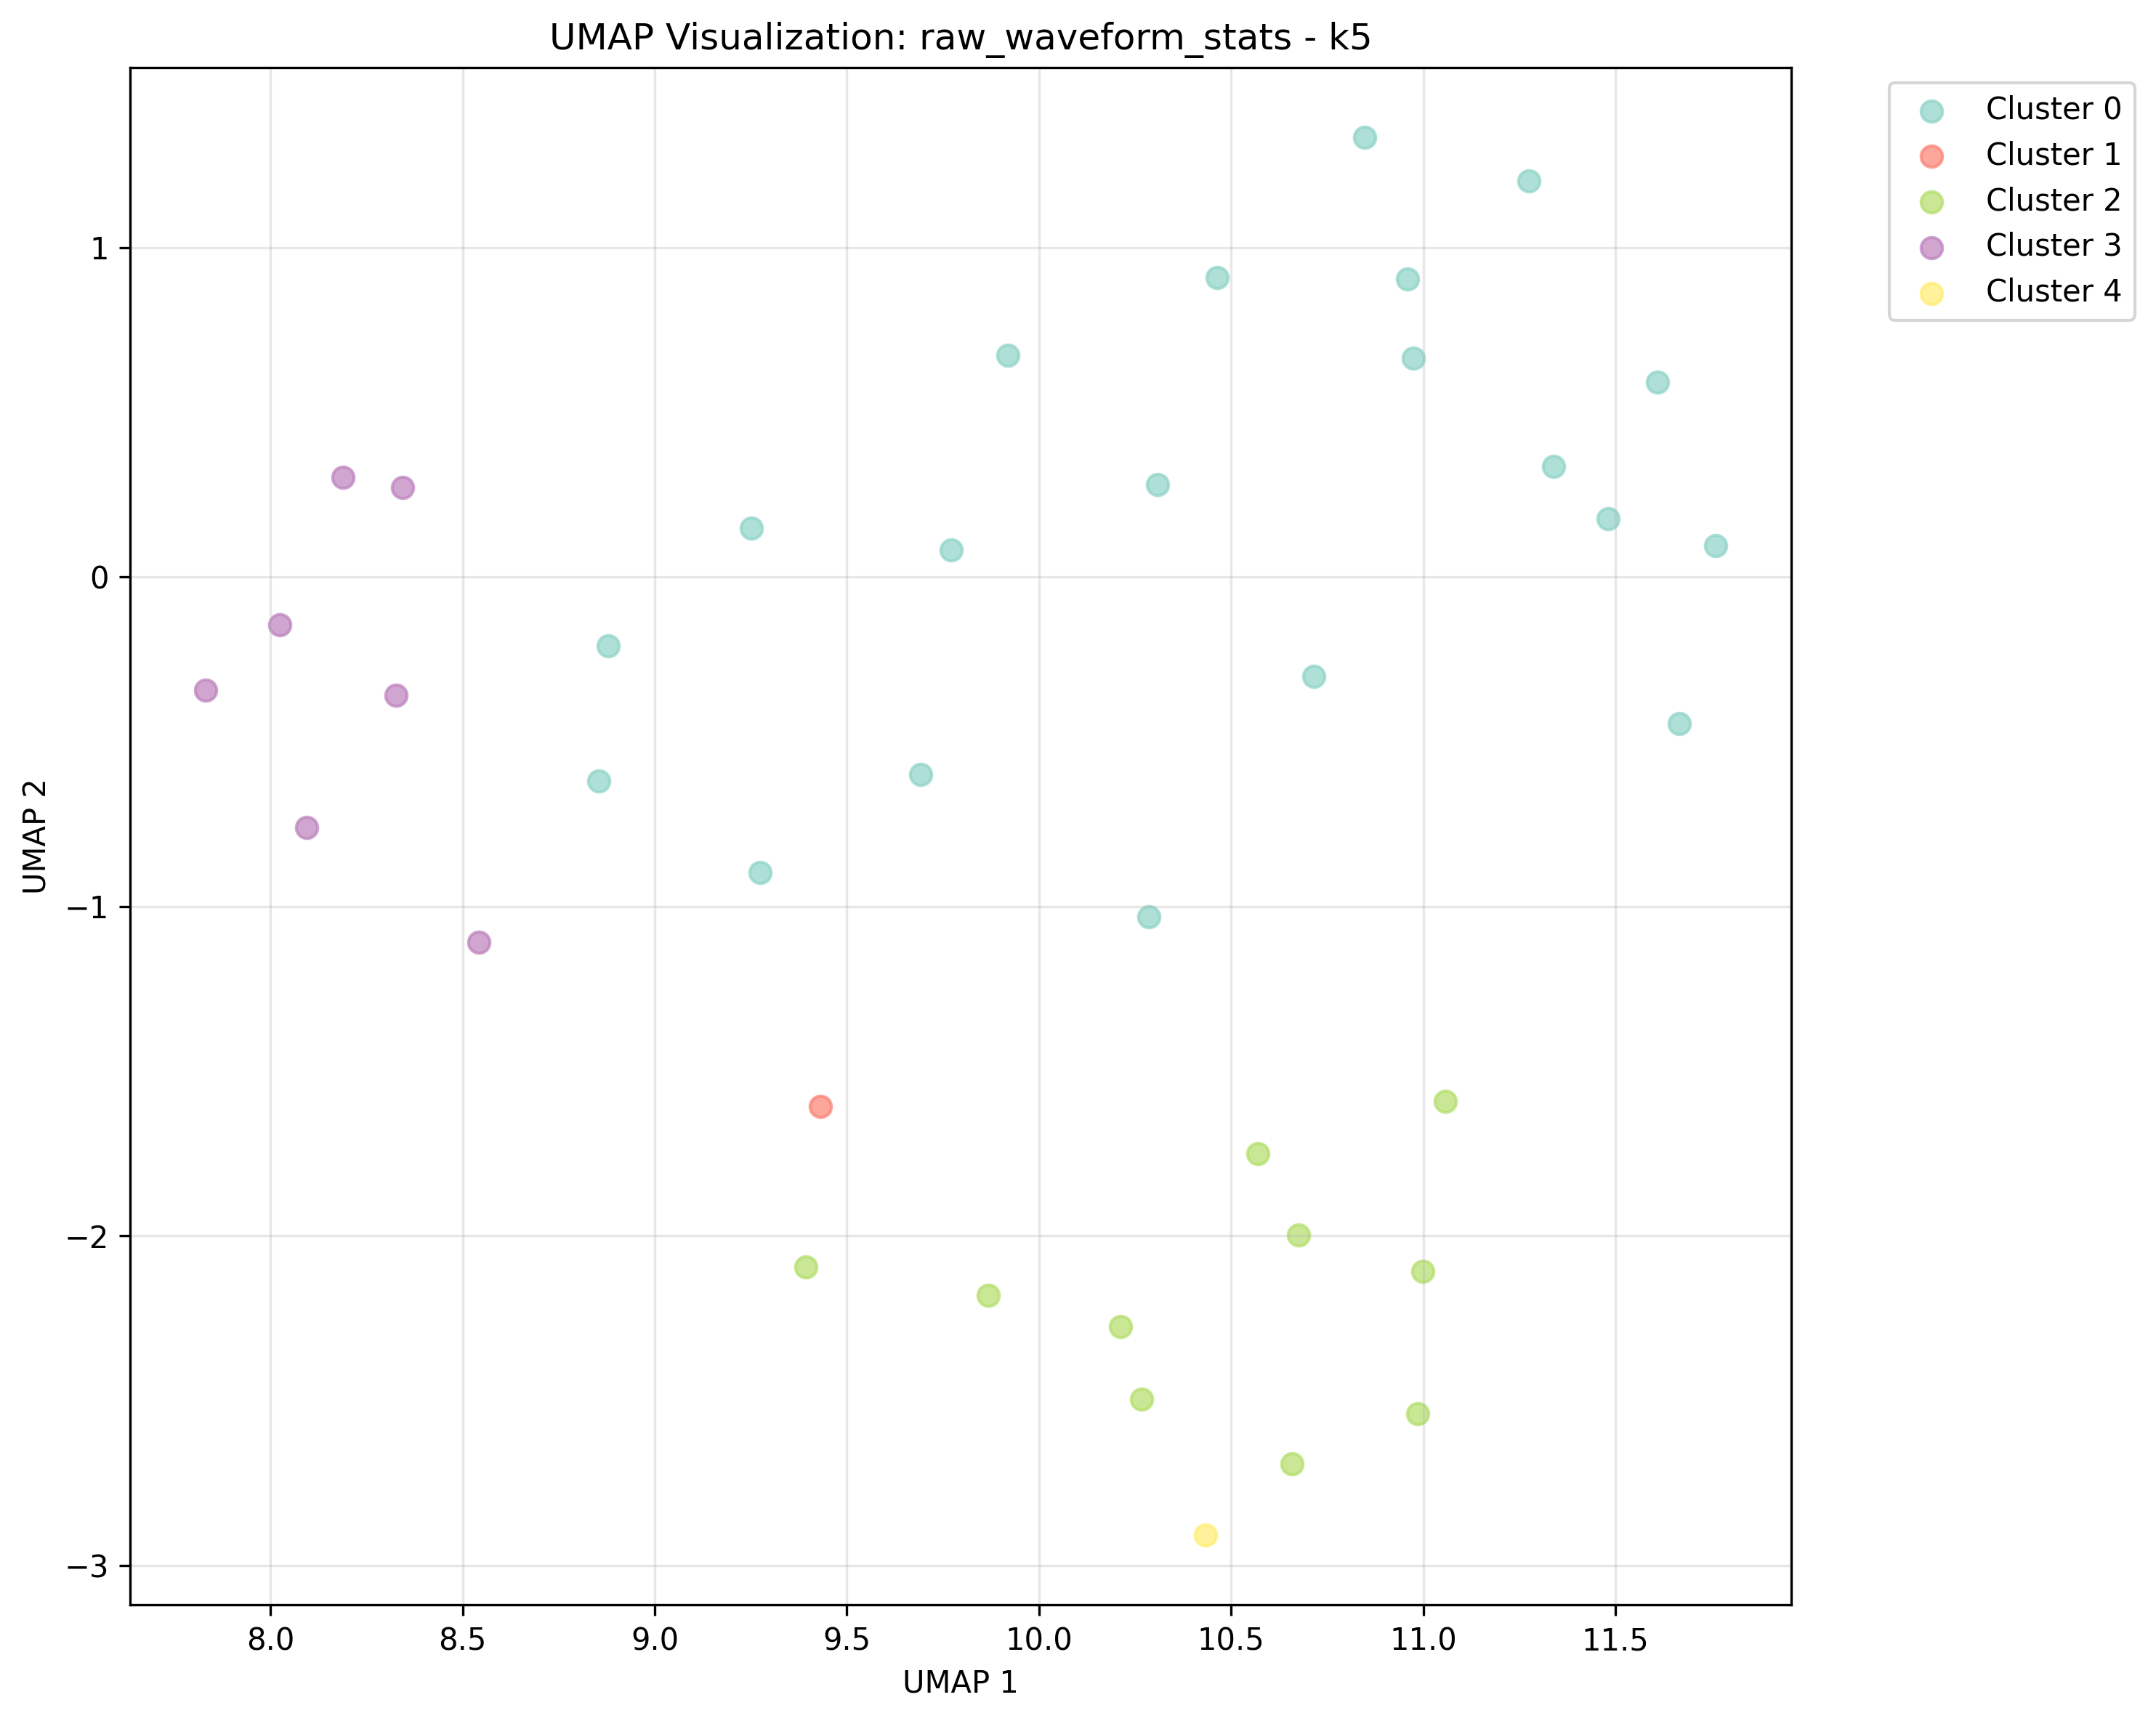 UMAP Visualization: raw_waveform_stats - k5
Cluster 0
Cluster 1
Cluster 2
Cluster 3
Cluster 4
UMAP 2
1
0
−1
−2
−3
8.0 8.5 9.0 9.5 10.0 10.5 11.0 11.5
UMAP 1